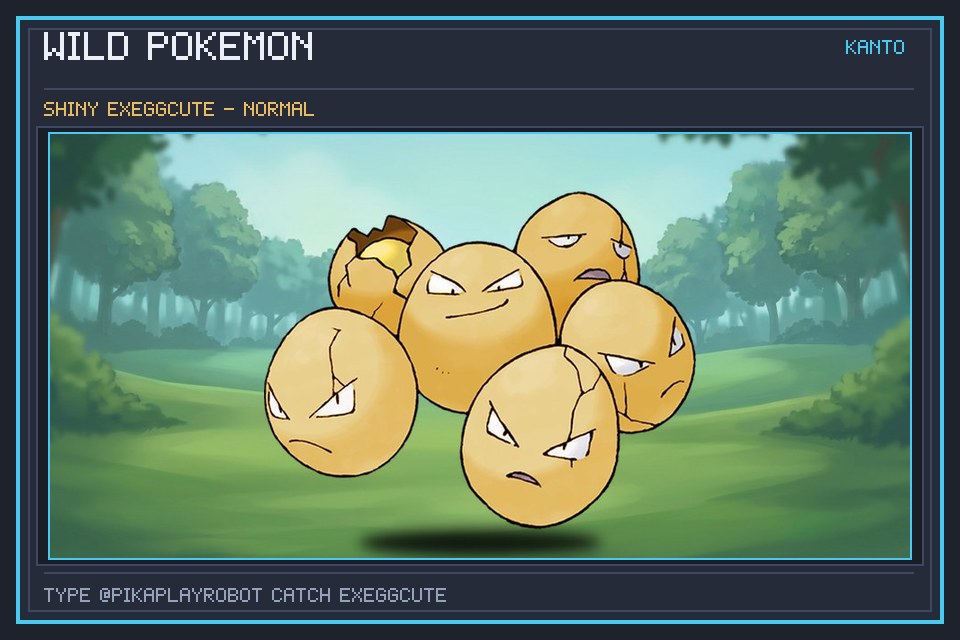 WILD POKEMON
KANTO
SHINY EXEGGCUTE - NORMAL
TYPE @PIKAPLAYROBOT CATCH EXEGGCUTE